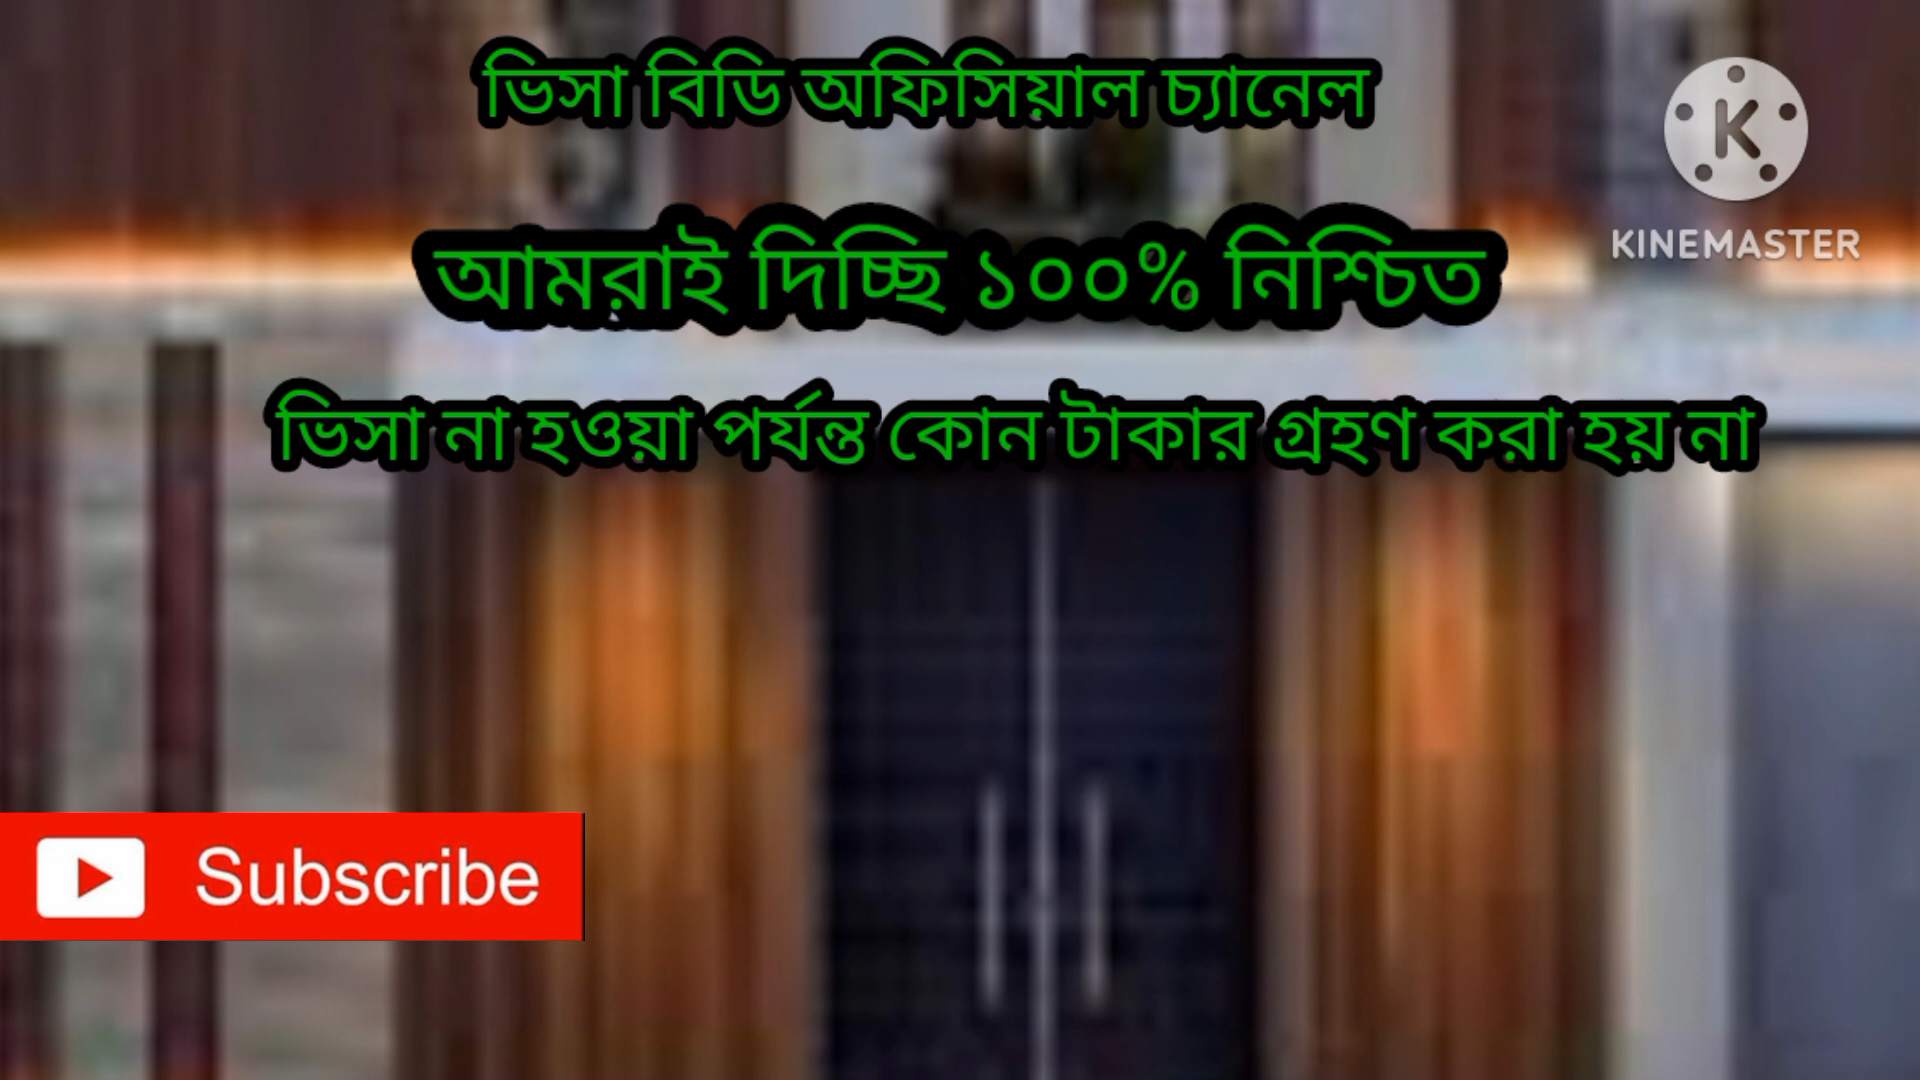 ভিসা বিডি অফিসিয়াল চ্যানেল
আমরাই দিচ্ছি ১০০% নিশ্চিত
ভিসা না হওয়া পর্যন্ত কোন টাকার গ্রহণ করা হয় না
KINEMASTER
Subscribe